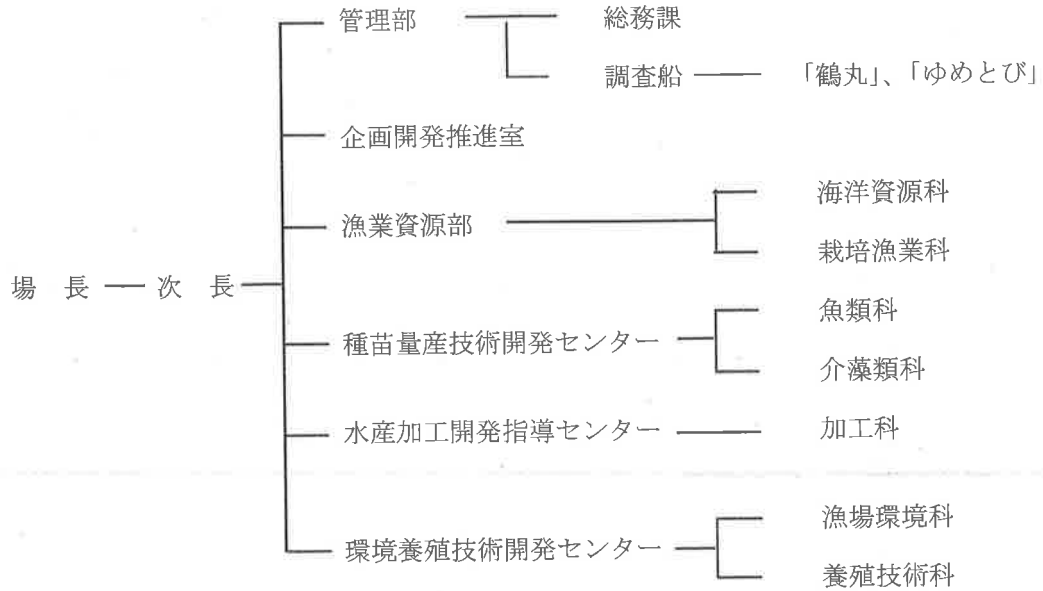 管理部 総務課
調査船 「鶴丸」、「ゆめとび」
企画開発推進室
漁業資源部 海洋資源科
栽培漁業科
場 長 次 長
種苗量産技術開発センター 魚類科
介藻類科
水産加工開発指導センター 加工科
環境養殖技術開発センター 漁場環境科
養殖技術科